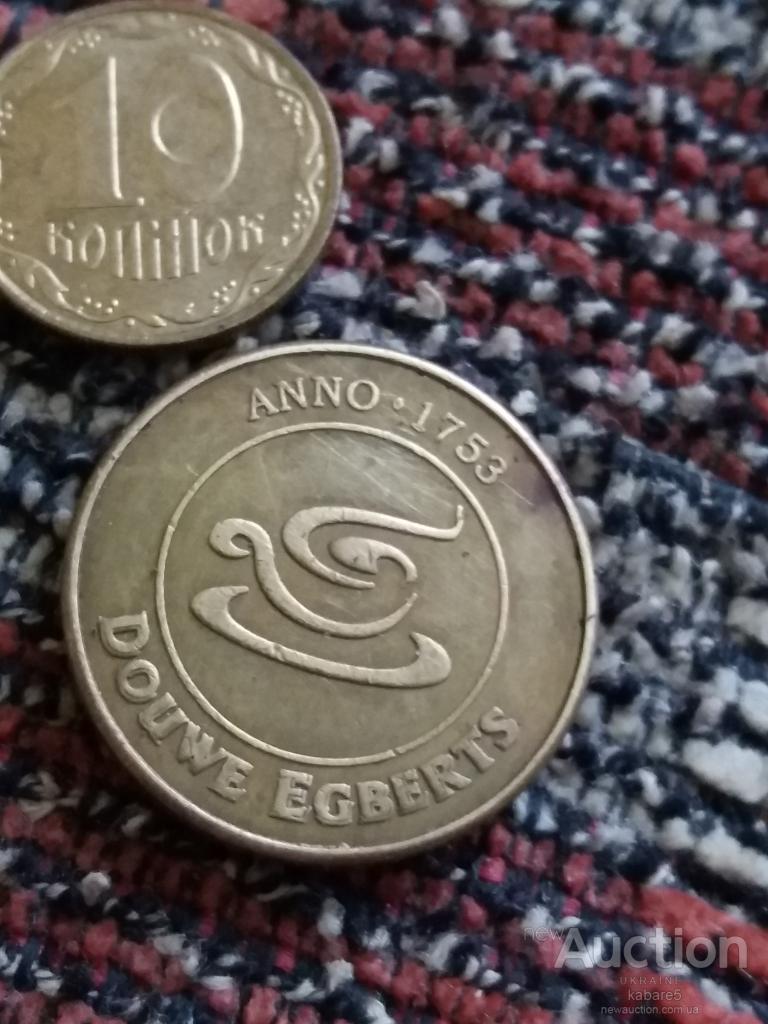 10
КОПІЙОК
ANNO · 1753
DOUWE EGBERTS
newAuction
UKRAINE
kabare5
newauction.com.ua